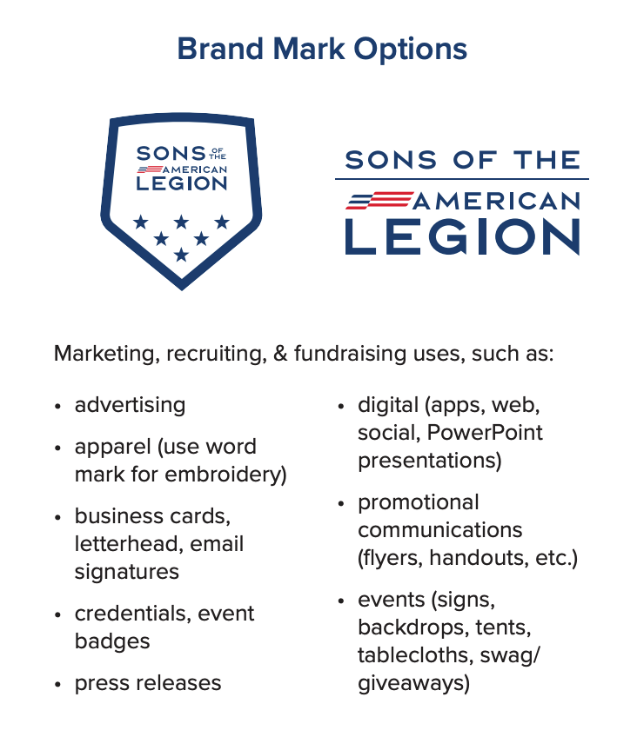 Brand Mark Options
SONS OF THE
AMERICAN
LEGION
SONS OF THE
AMERICAN
LEGION
Marketing, recruiting, & fundraising uses, such as:
• advertising
• apparel (use word
mark for embroidery)
• business cards,
letterhead, email
signatures
• credentials, event
badges
• press releases
• digital (apps, web,
social, PowerPoint
presentations)
• promotional
communications
(flyers, handouts, etc.)
• events (signs,
backdrops, tents,
tablecloths, swag/
giveaways)